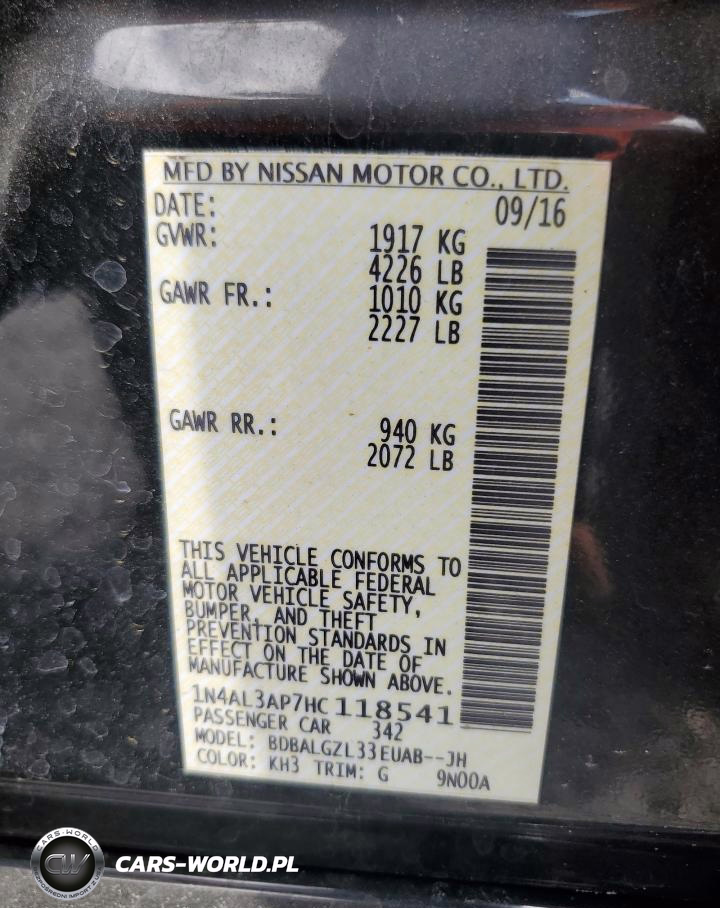 MFD BY NISSAN MOTOR CO., LTD.
DATE: 09/16
GVWR: 1917 KG
4226 LB
GAWR FR.: 1010 KG
2227 LB
GAWR RR.: 940 KG
2072 LB
THIS VEHICLE CONFORMS TO
ALL APPLICABLE FEDERAL
MOTOR VEHICLE SAFETY,
BUMPER, AND THEFT
PREVENTION STANDARDS IN
EFFECT ON THE DATE OF
MANUFACTURE SHOWN ABOVE.
1N4AL3AP7HC118541
PASSENGER CAR 342
MODEL: BDBALGZL33EUAB--JH
COLOR: KH3 TRIM: G 9N00A
CARS-WORLD
CW
CARS-WORLD.PL